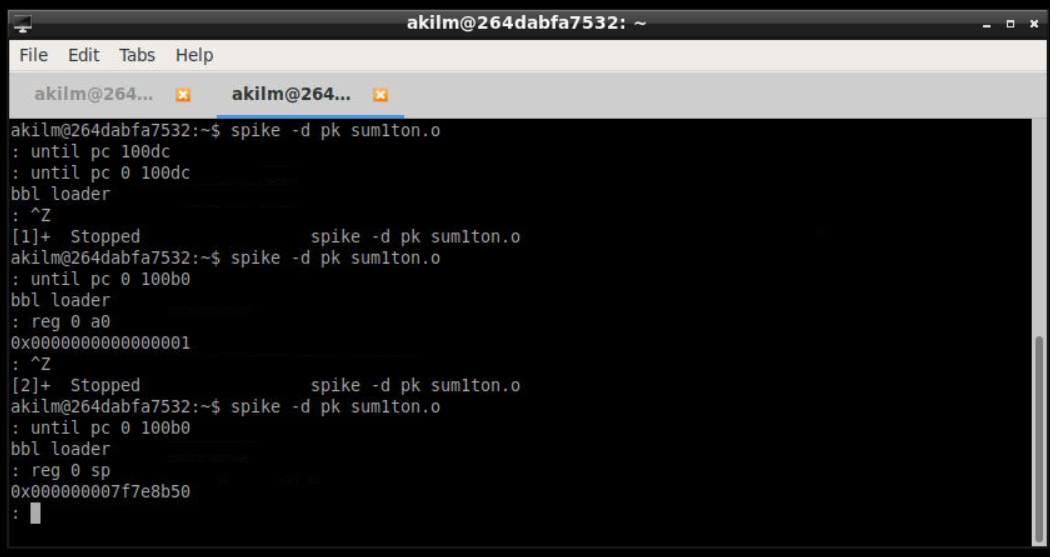 akilm@264dabfa7532: ~
File Edit Tabs Help
akilm@264... akilm@264...
akilm@264dabfa7532:~$ spike -d pk sum1ton.o
: until pc 100dc
: until pc 0 100dc
bbl loader
: ^Z
[1]+  Stopped                 spike -d pk sum1ton.o
akilm@264dabfa7532:~$ spike -d pk sum1ton.o
: until pc 0 100b0
bbl loader
: reg 0 a0
0x0000000000000001
: ^Z
[2]+  Stopped                 spike -d pk sum1ton.o
akilm@264dabfa7532:~$ spike -d pk sum1ton.o
: until pc 0 100b0
bbl loader
: reg 0 sp
0x000000007f7e8b50
: